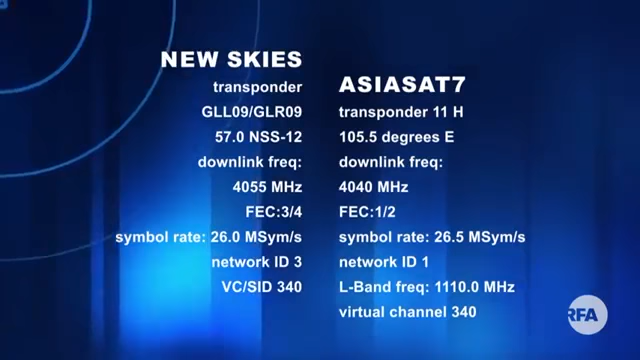 NEW SKIES
transponder
GLL09/GLR09
57.0 NSS-12
downlink freq:
4055 MHz
FEC:3/4
symbol rate: 26.0 MSym/s
network ID 3
VC/SID 340
ASIASAT7
transponder 11 H
105.5 degrees E
downlink freq:
4040 MHz
FEC:1/2
symbol rate: 26.5 MSym/s
network ID 1
L-Band freq: 1110.0 MHz
virtual channel 340
RFA